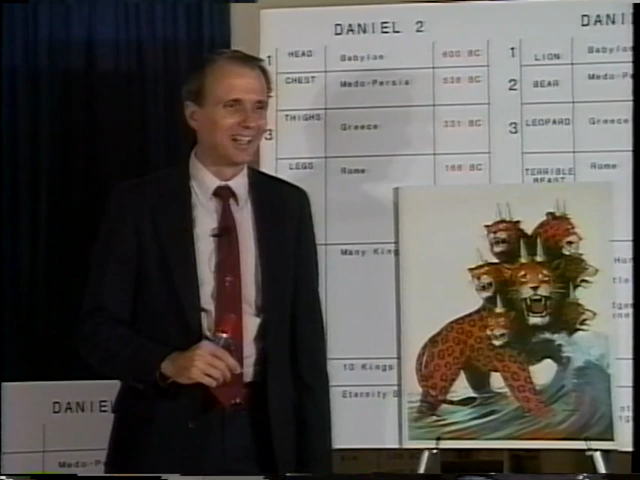 DANIEL 2
1 HEAD Babylon 600 BC
2 CHEST Medo-Persia 538 BC
3 THIGHS Greece 331 BC
LEGS Rome 168 BC
Many King
10 Kings
Eternity
DANI
1 LION Babylon
2 BEAR Medo-P
3 LEOPARD Greece
TERRIBLE BEAST Rome
DANIEL
Medo-P